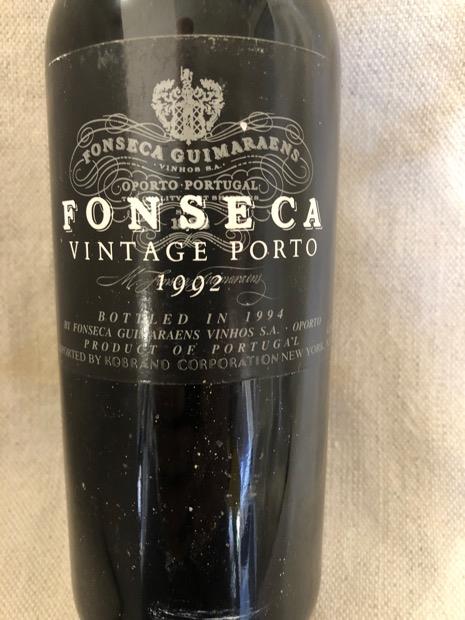 FONSECA GUIMARAENS
VINHOS S.A.
OPORTO·PORTUGAL
FONSECA
VINTAGE PORTO
1992
BOTTLED IN 1994
BY FONSECA GUIMARAENS VINHOS S.A. · OPORTO
PRODUCT OF PORTUGAL
BY KOBRAND CORPORATION NEW YORK